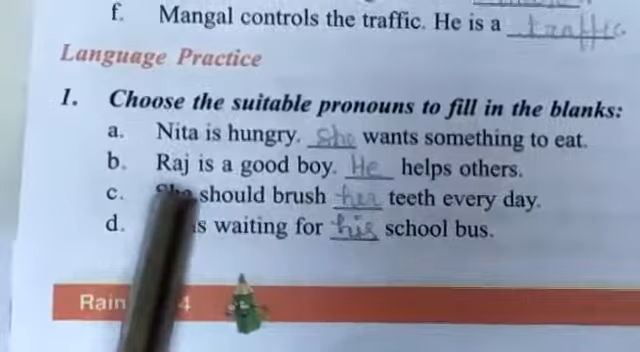 f. Mangal controls the traffic. He is a traffic
Language Practice
1. Choose the suitable pronouns to fill in the blanks:
a. Nita is hungry. She wants something to eat.
b. Raj is a good boy. He helps others.
c. She should brush her teeth every day.
d. is waiting for his school bus.
Rain 4